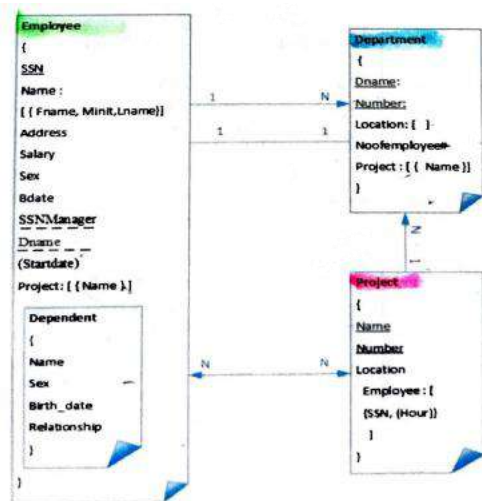 Employee
{
SSN
Name :
[ { Fname, Minit,Lname}]
Address
Salary
Sex
Bdate
SSNManager
Dname
(Startdate)
Project: [ {Name }.]
Dependent
{
Name
Sex
Birth_date
Relationship
}
}
1 N
1 1
Department
{
Dname:
Number:
Location: { }
Noofemployee#
Project : [ { Name }]
}
N
1
N N
Project
{
Name
Number
Location
Employee : [
{SSN, (Hour)}
]
}